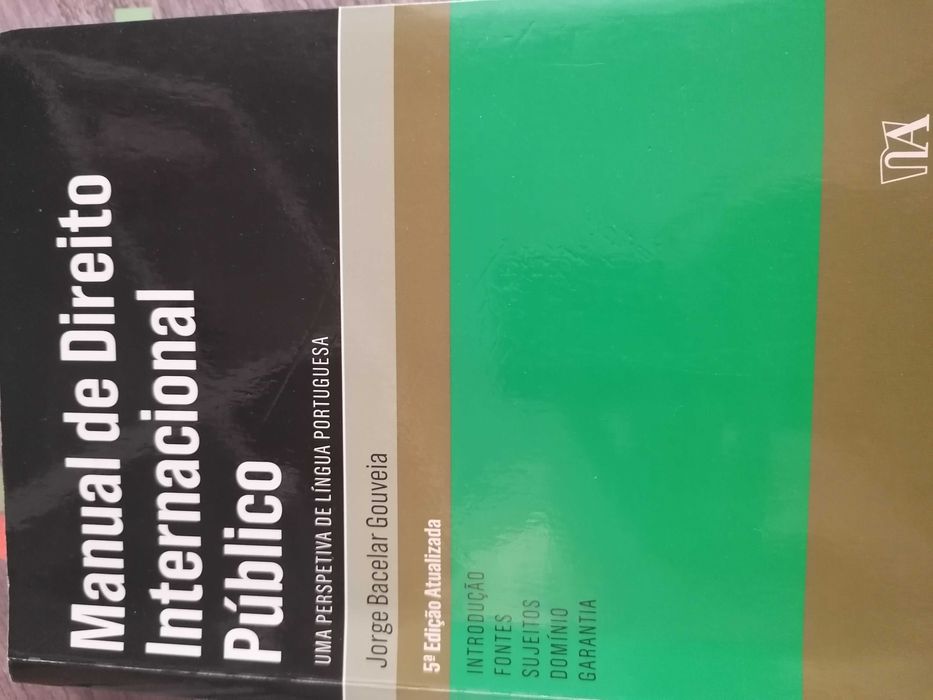 Manual de Direito
Internacional
Público
UMA PERSPETIVA DE LÍNGUA PORTUGUESA
Jorge Bacelar Gouveia
5ª Edição Atualizada
INTRODUÇÃO
FONTES
SUJEITOS
DOMÍNIO
GARANTIA